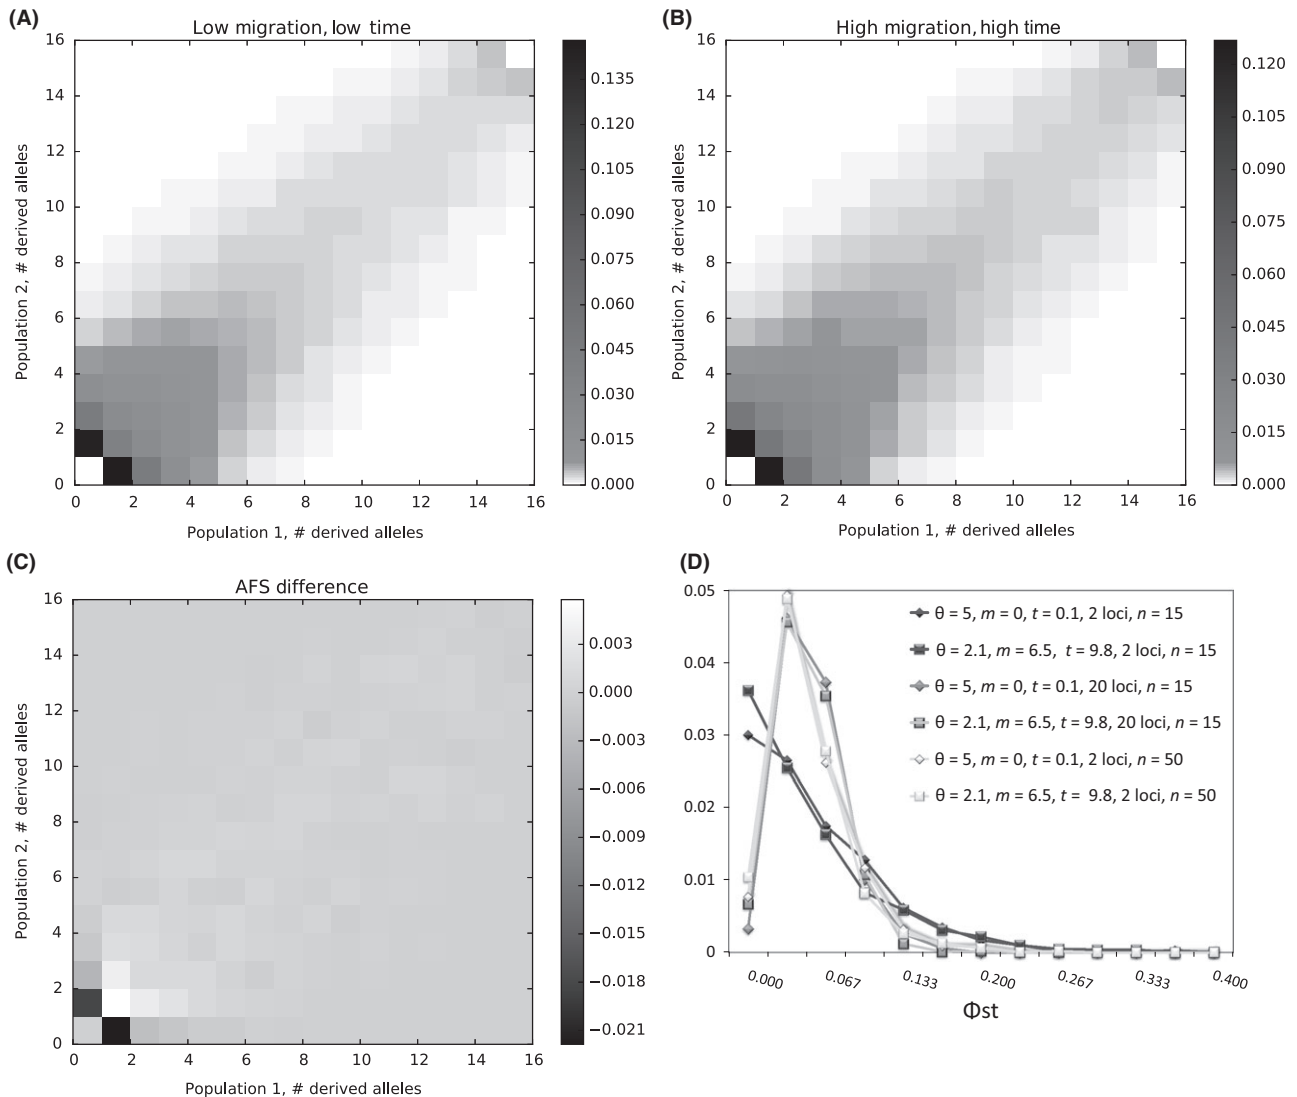 (A)
Low migration, low time
16
14
12
10
8
6
4
2
0
Population 2, # derived alleles
0 2 4 6 8 10 12 14 16
Population 1, # derived alleles
0.135
0.120
0.105
0.090
0.075
0.060
0.045
0.030
0.015
0.000
(B)
High migration, high time
16
14
12
10
8
6
4
2
0
Population 2, # derived alleles
0 2 4 6 8 10 12 14 16
Population 1, # derived alleles
0.120
0.105
0.090
0.075
0.060
0.045
0.030
0.015
0.000
(C)
AFS difference
16
14
12
10
8
6
4
2
0
Population 2, # derived alleles
0 2 4 6 8 10 12 14 16
Population 1, # derived alleles
0.003
0.000
−0.003
−0.006
−0.009
−0.012
−0.015
−0.018
−0.021
(D)
0.05
0.04
0.03
0.02
0.01
0
θ = 5, m = 0, t = 0.1, 2 loci, n = 15
θ = 2.1, m = 6.5, t = 9.8, 2 loci, n = 15
θ = 5, m = 0, t = 0.1, 20 loci, n = 15
θ = 2.1, m = 6.5, t = 9.8, 20 loci, n = 15
θ = 5, m = 0, t = 0.1, 2 loci, n = 50
θ = 2.1, m = 6.5, t = 9.8, 2 loci, n = 50
0.000 0.067 0.133 0.200 0.267 0.333 0.400
Φst